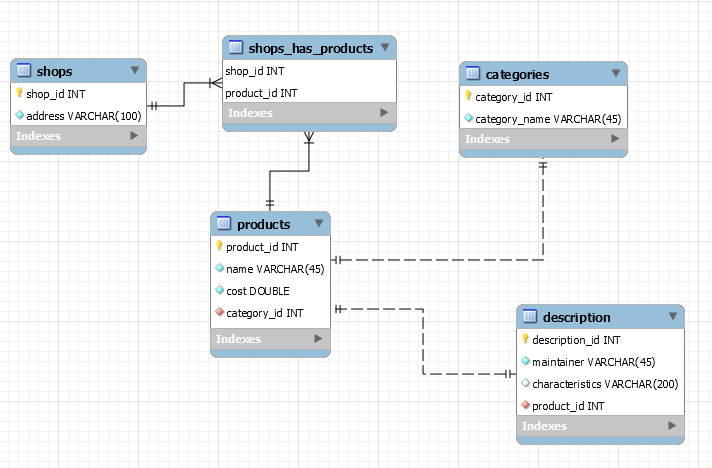 shops
shop_id INT
address VARCHAR(100)
Indexes
shops_has_products
shop_id INT
product_id INT
Indexes
categories
category_id INT
category_name VARCHAR(45)
Indexes
products
product_id INT
name VARCHAR(45)
cost DOUBLE
category_id INT
Indexes
description
description_id INT
maintainer VARCHAR(45)
characteristics VARCHAR(200)
product_id INT
Indexes